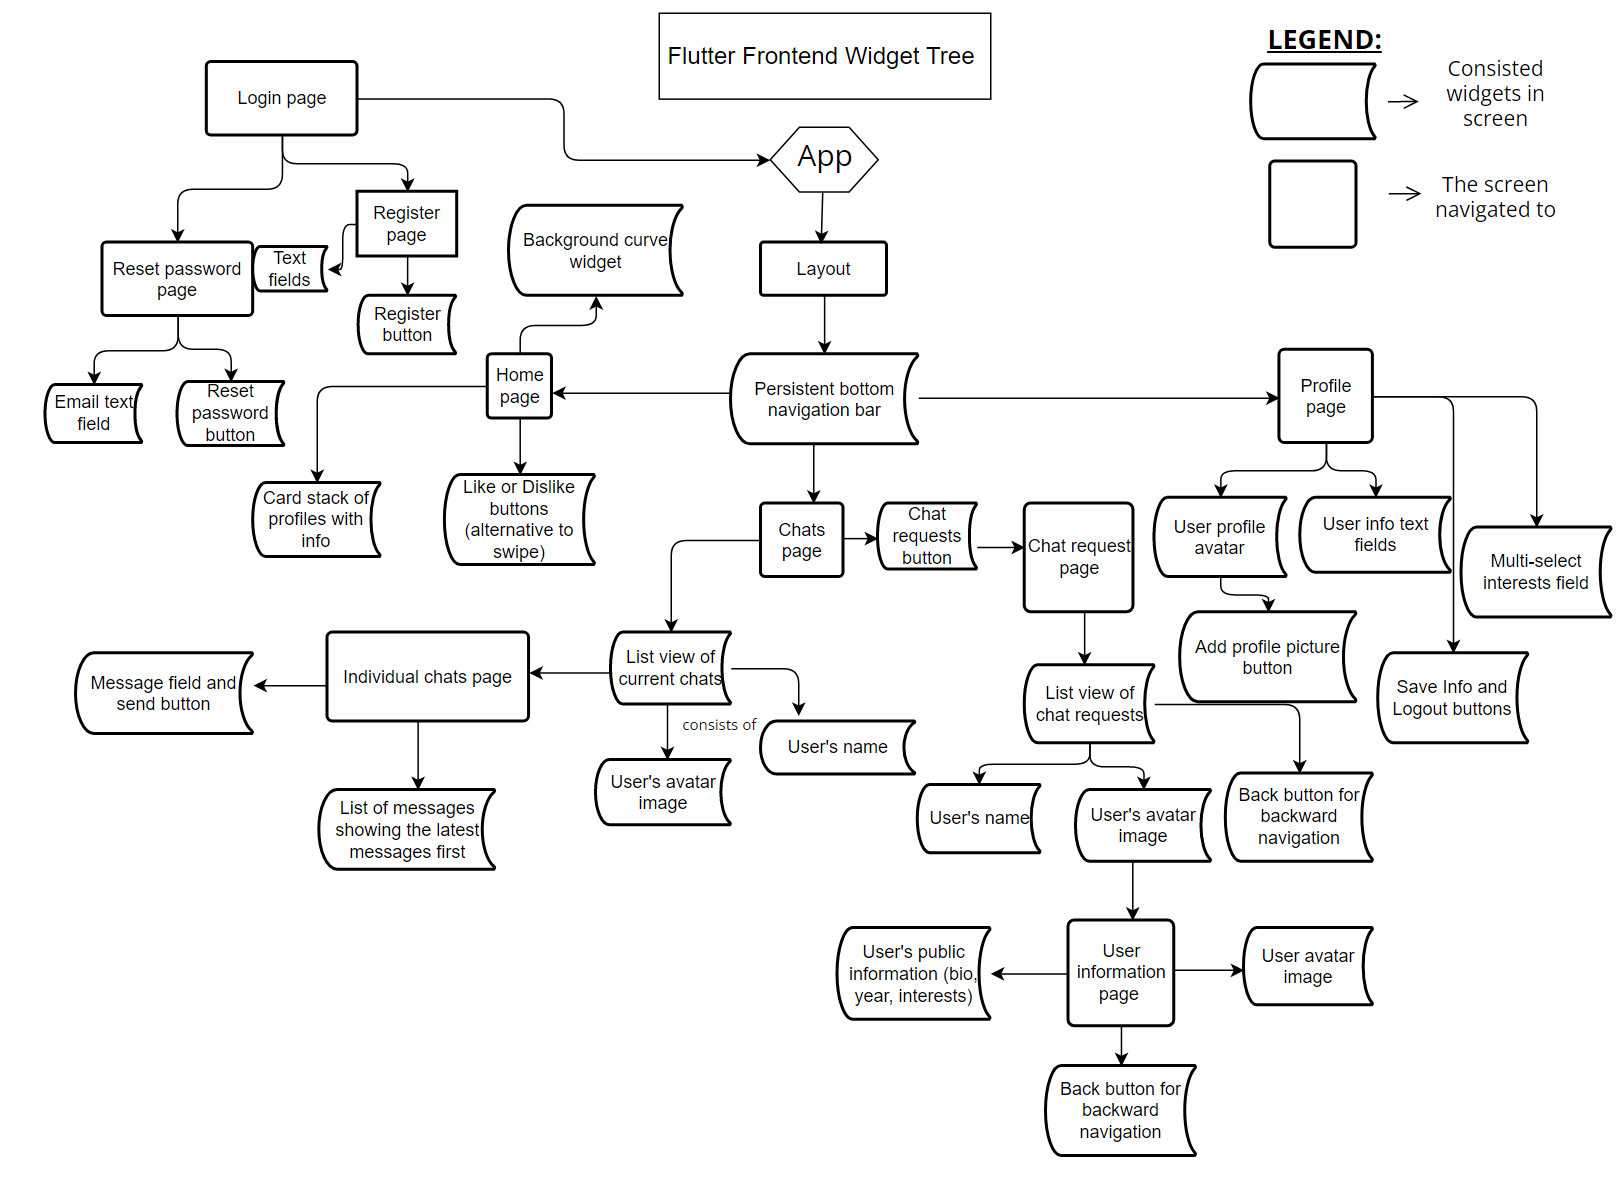 Flutter Frontend Widget Tree
LEGEND:
Consisted
widgets in
screen
The screen
navigated to
Login page
App
Register
page
Reset password
page
Text
fields
Register
button
Email text
field
Reset
password
button
Background curve
widget
Layout
Home
page
Persistent bottom
navigation bar
Profile
page
Card stack of
profiles with
info
Like or Dislike
buttons
(alternative to
swipe)
Chats
page
Chat
requests
button
Chat request
page
User profile
avatar
User info text
fields
Multi-select
interests field
Add profile picture
button
Save Info and
Logout buttons
Message field and
send button
Individual chats page
List view of
current chats
consists of
User's name
User's avatar
image
List of messages
showing the latest
messages first
List view of
chat requests
User's name
User's avatar
image
Back button for
backward
navigation
User's public
information (bio,
year, interests)
User
information
page
User avatar
image
Back button for
backward
navigation